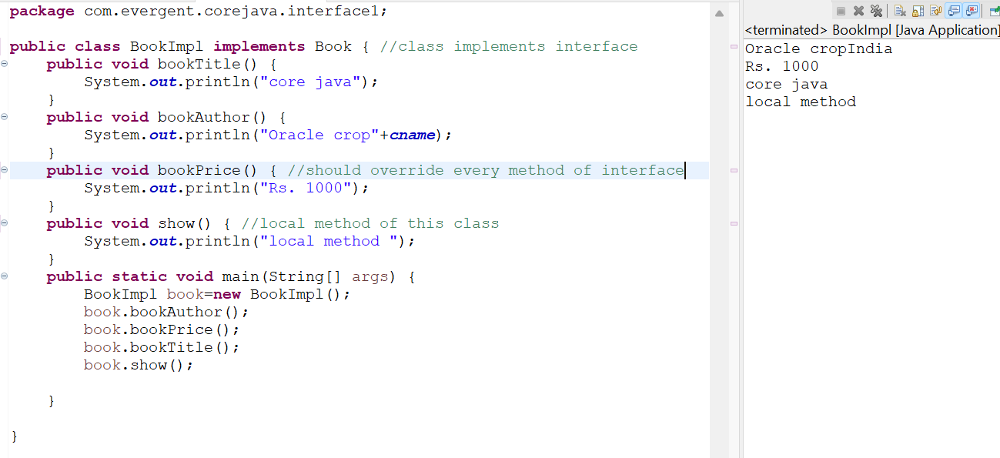 package com.evergent.corejava.interface1;
public class BookImpl implements Book { //class implements interface
public void bookTitle() {
System.out.println("core java");
}
public void bookAuthor() {
System.out.println("Oracle crop"+cname);
}
public void bookPrice() { //should override every method of interface
System.out.println("Rs. 1000");
}
public void show() { //local method of this class
System.out.println("local method ");
}
public static void main(String[] args) {
BookImpl book=new BookImpl();
book.bookAuthor();
book.bookPrice();
book.bookTitle();
book.show();
}
}
<terminated> BookImpl [Java Application]
Oracle cropIndia
Rs. 1000
core java
local method